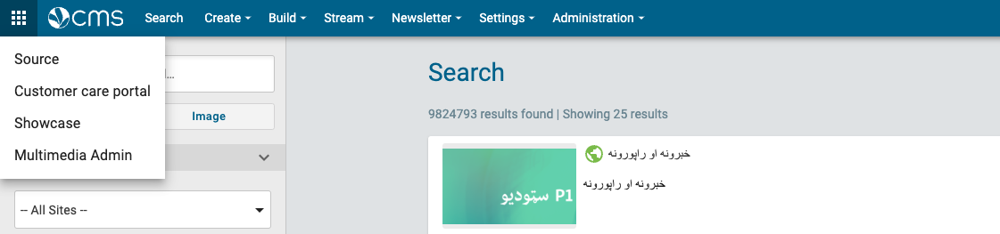 cms Search Create Build Stream Newsletter Settings Administration
Source
Customer care portal
Showcase
Multimedia Admin
Image
-- All Sites --
Search
9824793 results found | Showing 25 results
P1 سټودیو
خبرونه او راپورونه
خبرونه او راپورونه